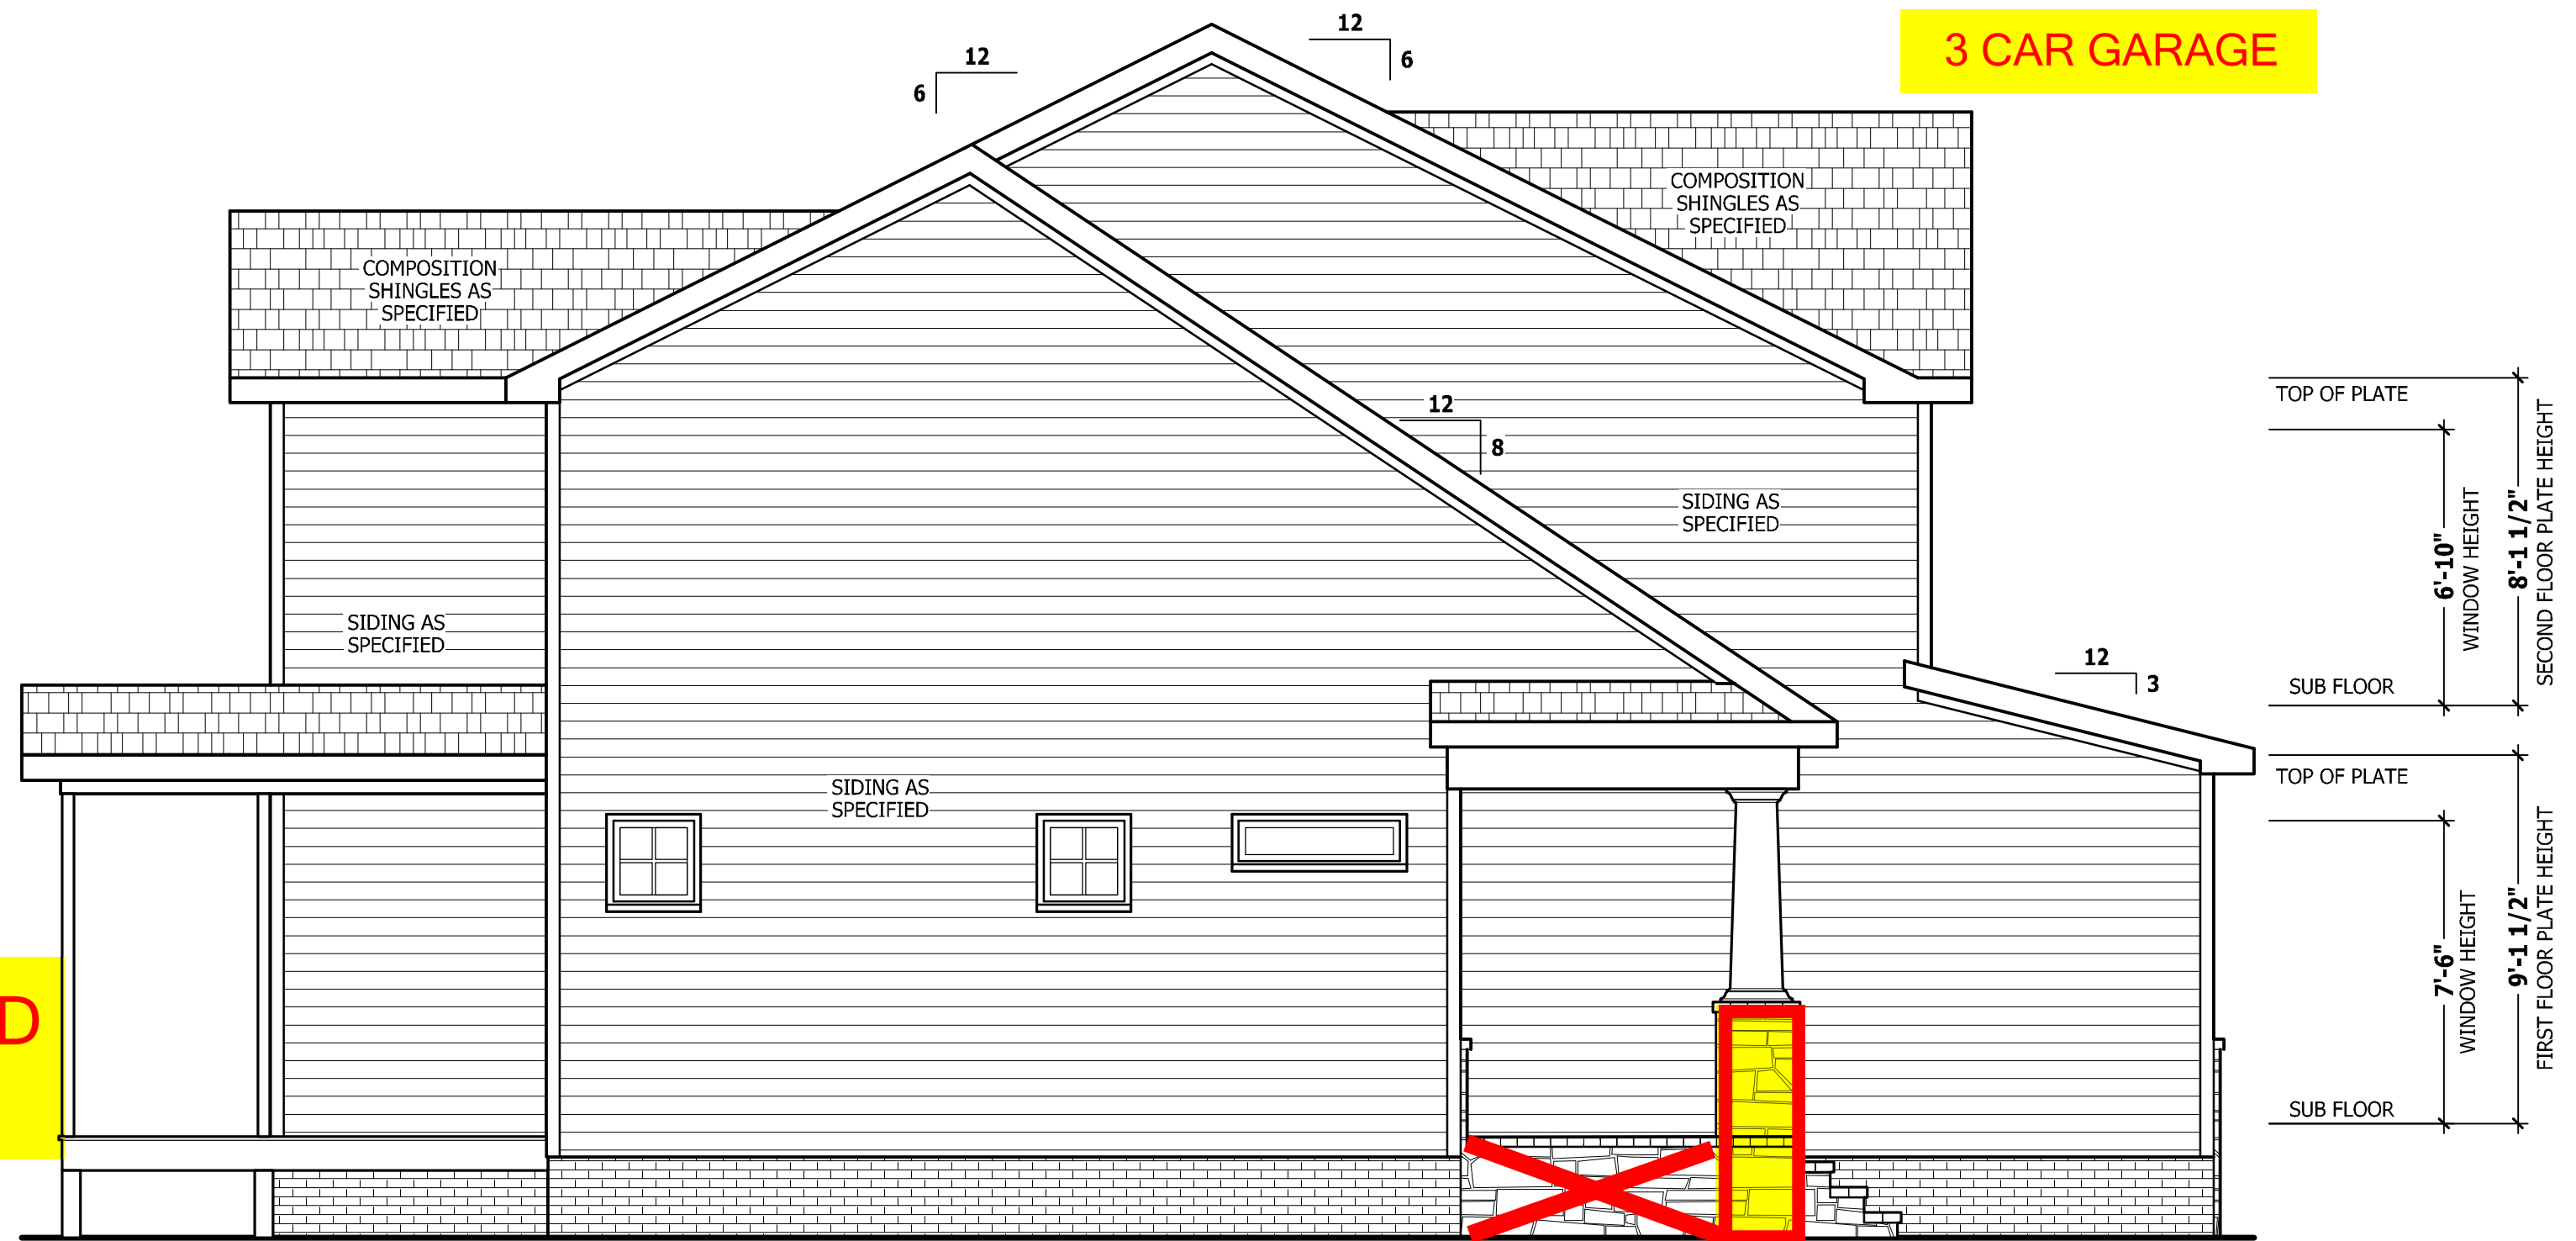 12
6
12
6
3 CAR GARAGE
COMPOSITION
SHINGLES AS
SPECIFIED
COMPOSITION
SHINGLES AS
SPECIFIED
12
8
SIDING AS
SPECIFIED
SIDING AS
SPECIFIED
SIDING AS
SPECIFIED
12
3
TOP OF PLATE
6'-10"
WINDOW HEIGHT
8'-1 1/2"
SECOND FLOOR PLATE HEIGHT
SUB FLOOR
TOP OF PLATE
7'-6"
WINDOW HEIGHT
9'-1 1/2"
FIRST FLOOR PLATE HEIGHT
SUB FLOOR
D